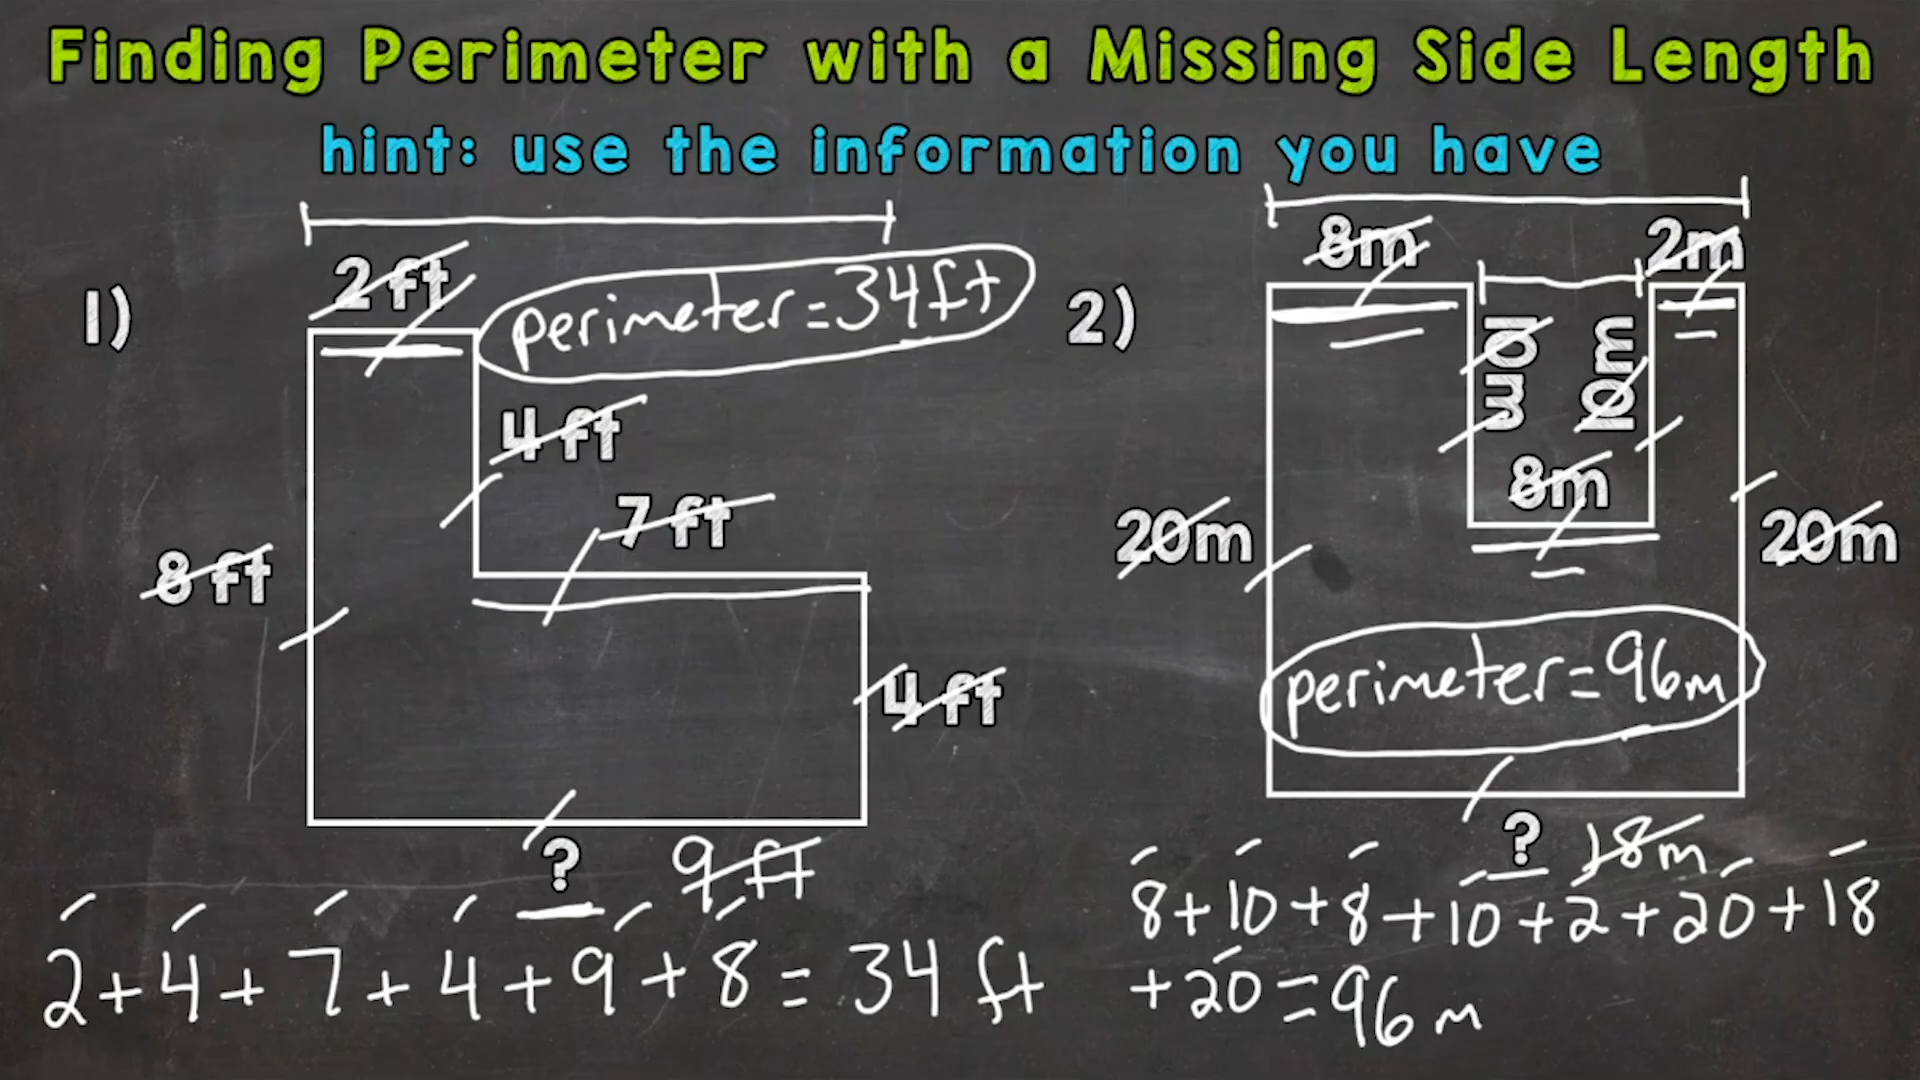 Finding Perimeter with a Missing Side Length
hint: use the information you have
1)
2 ft
perimeter=34ft
4 ft
7 ft
8 ft
4 ft
? 9 ft
2+4+7+4+9+8=34 ft
2)
8m
2m
10m
10m
8m
20m
20m
perimeter=96m
? 18m
8+10+8+10+2+20+18
+20=96m